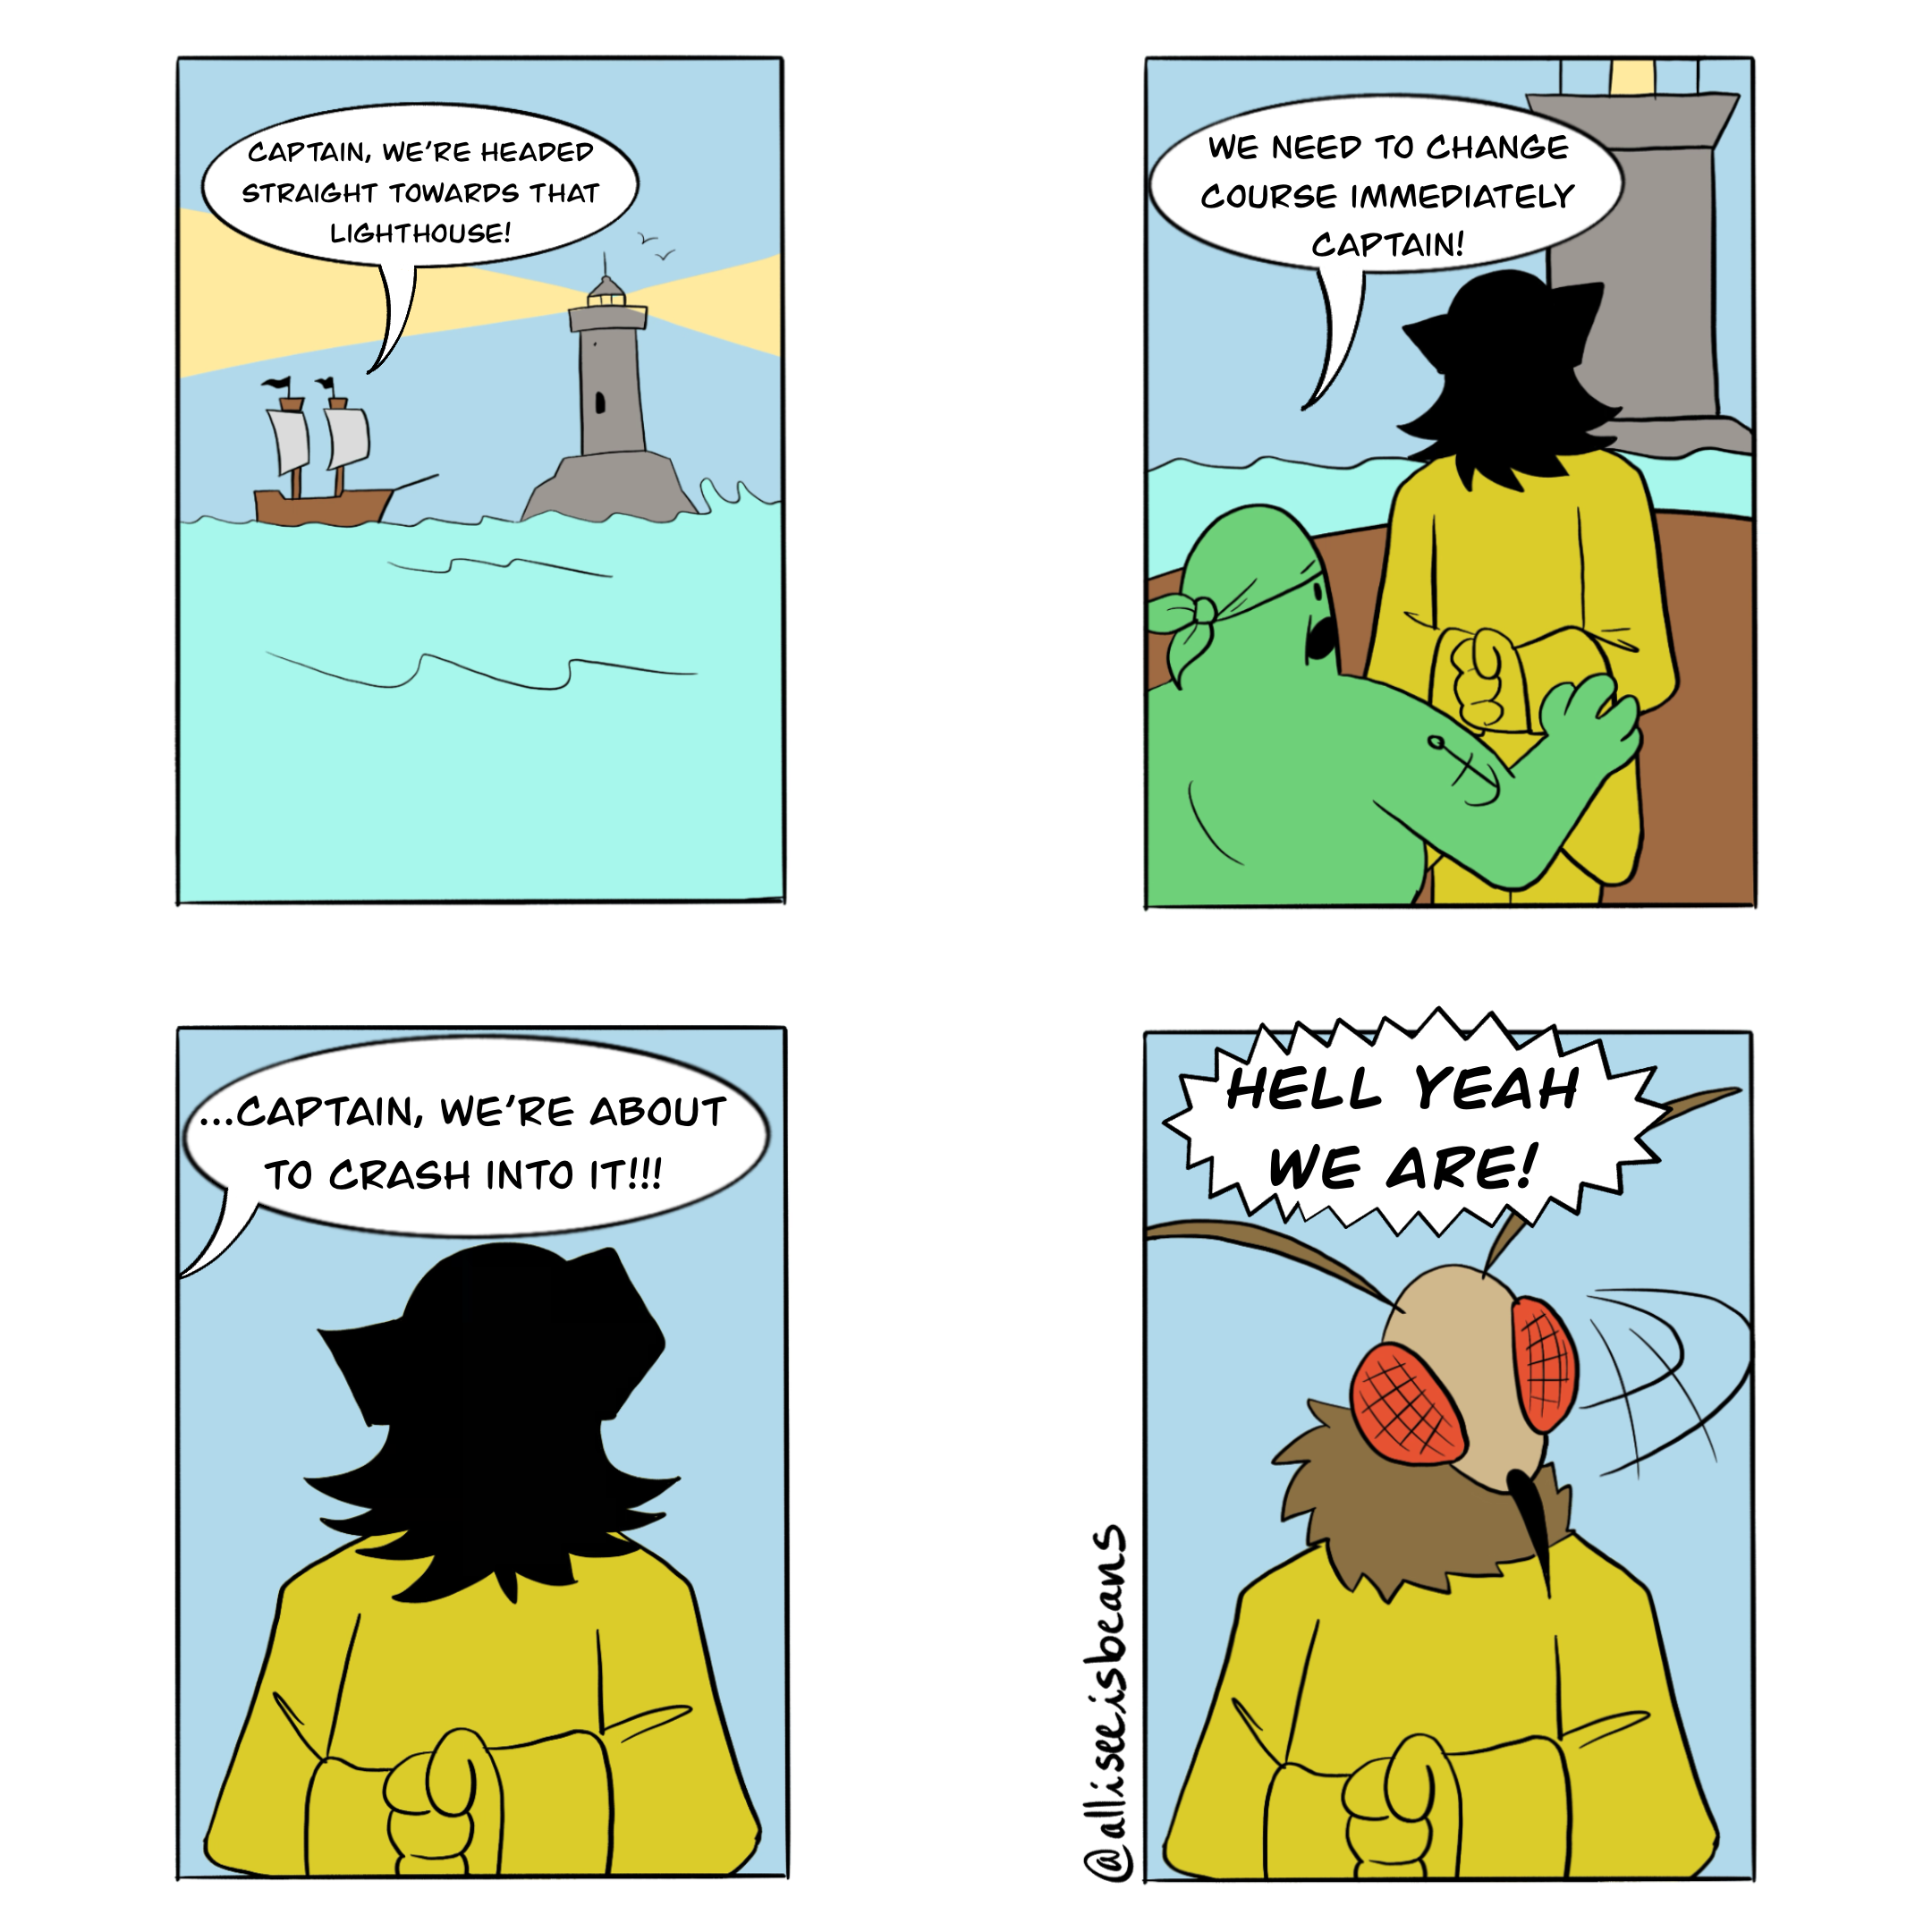 CAPTAIN, WE'RE HEADED
STRAIGHT TOWARDS THAT
LIGHTHOUSE!
WE NEED TO CHANGE
COURSE IMMEDIATELY
CAPTAIN!
...CAPTAIN, WE'RE ABOUT
TO CRASH INTO IT!!!
HELL YEAH
WE ARE!
@alliseeisbeans